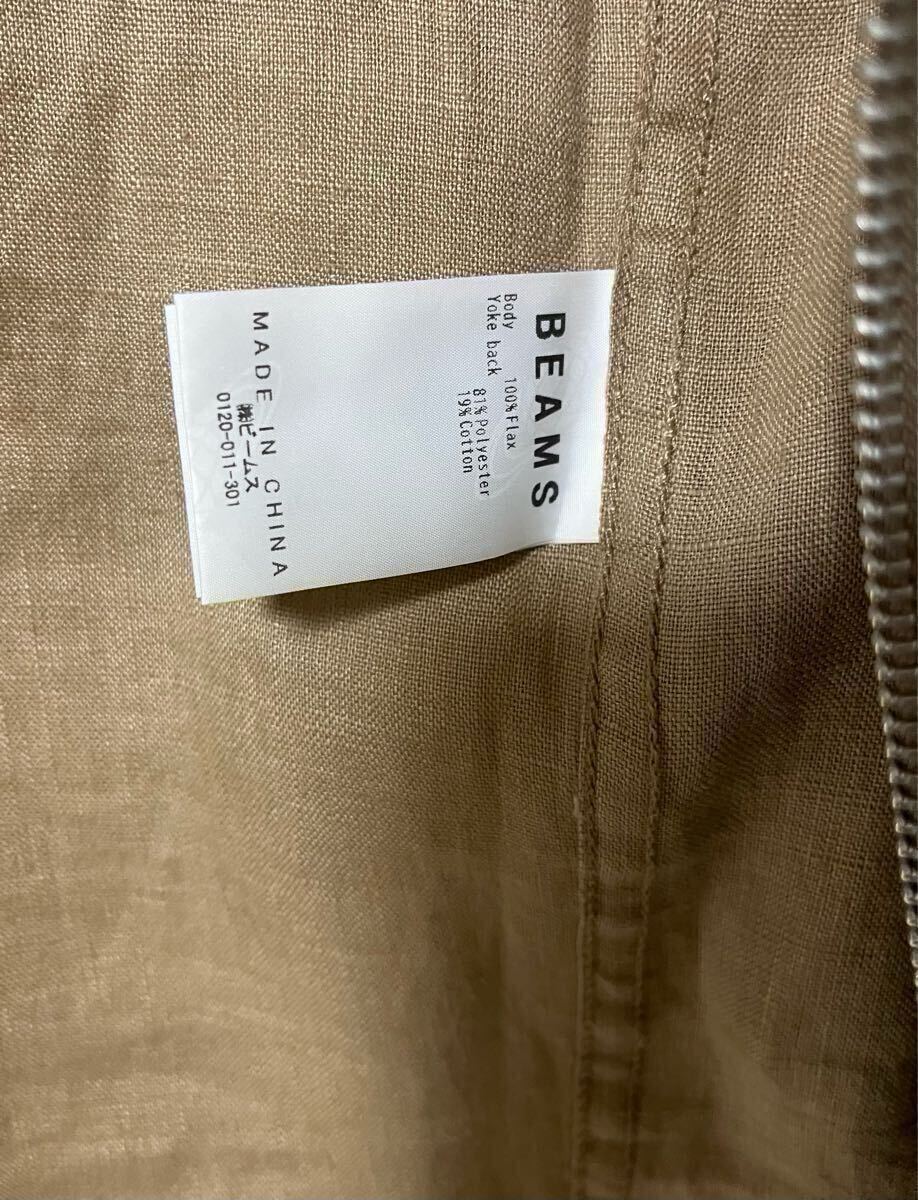 BEAMS
Body 100%Flax
Yoke back 81%Polyester
19%Cotton
MADE IN CHINA
㈱ビームス
0120-011-301